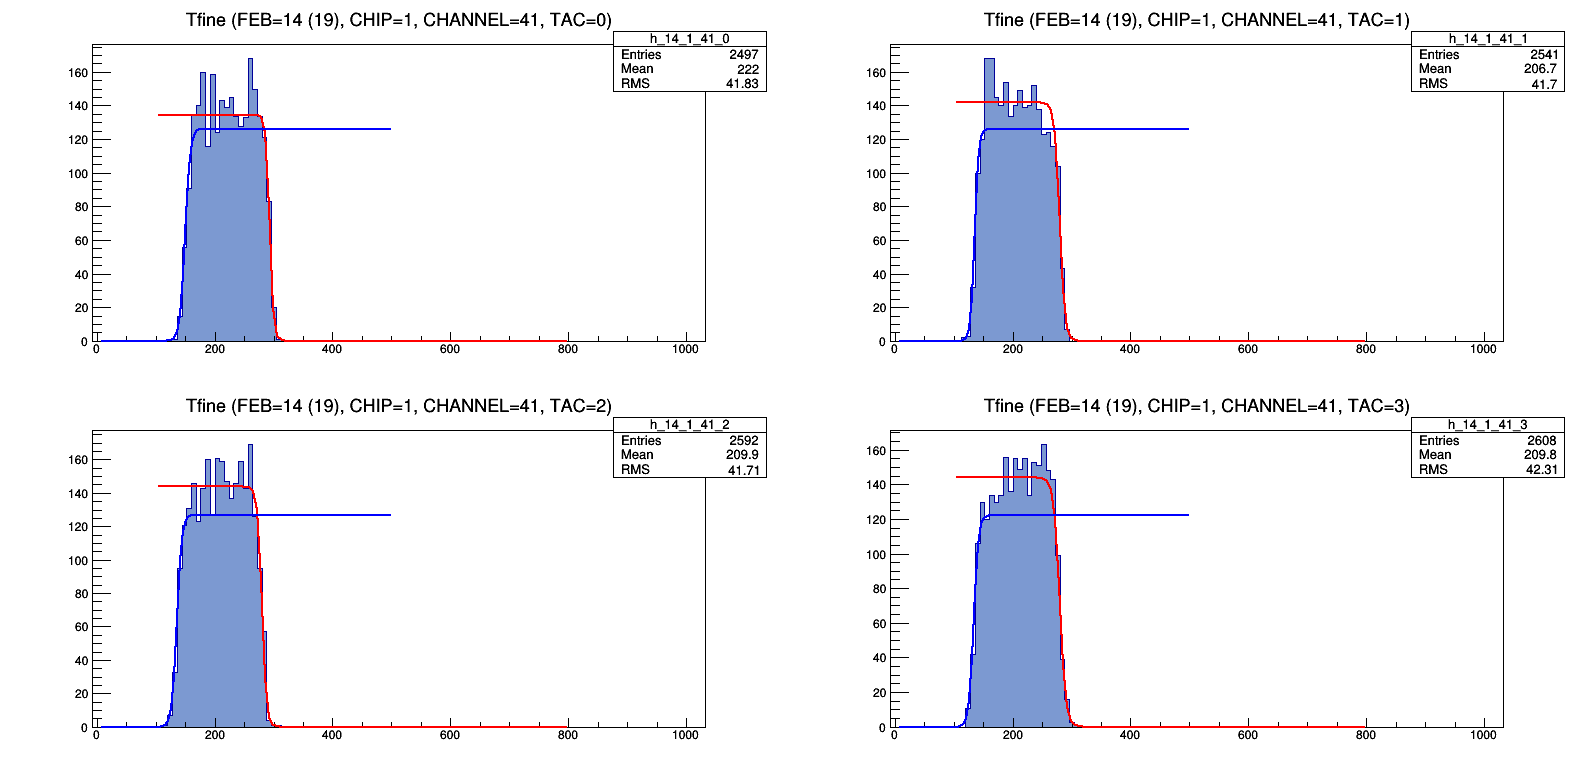 Tfine (FEB=14 (19), CHIP=1, CHANNEL=41, TAC=0)
h_14_1_41_0
Entries 2497
Mean 222
RMS 41.83
160
140
120
100
80
60
40
20
0
0 200 400 600 800 1000
Tfine (FEB=14 (19), CHIP=1, CHANNEL=41, TAC=1)
h_14_1_41_1
Entries 2541
Mean 206.7
RMS 41.7
160
140
120
100
80
60
40
20
0
0 200 400 600 800 1000
Tfine (FEB=14 (19), CHIP=1, CHANNEL=41, TAC=2)
h_14_1_41_2
Entries 2592
Mean 209.9
RMS 41.71
160
140
120
100
80
60
40
20
0
0 200 400 600 800 1000
Tfine (FEB=14 (19), CHIP=1, CHANNEL=41, TAC=3)
h_14_1_41_3
Entries 2608
Mean 209.8
RMS 42.31
160
140
120
100
80
60
40
20
0
0 200 400 600 800 1000